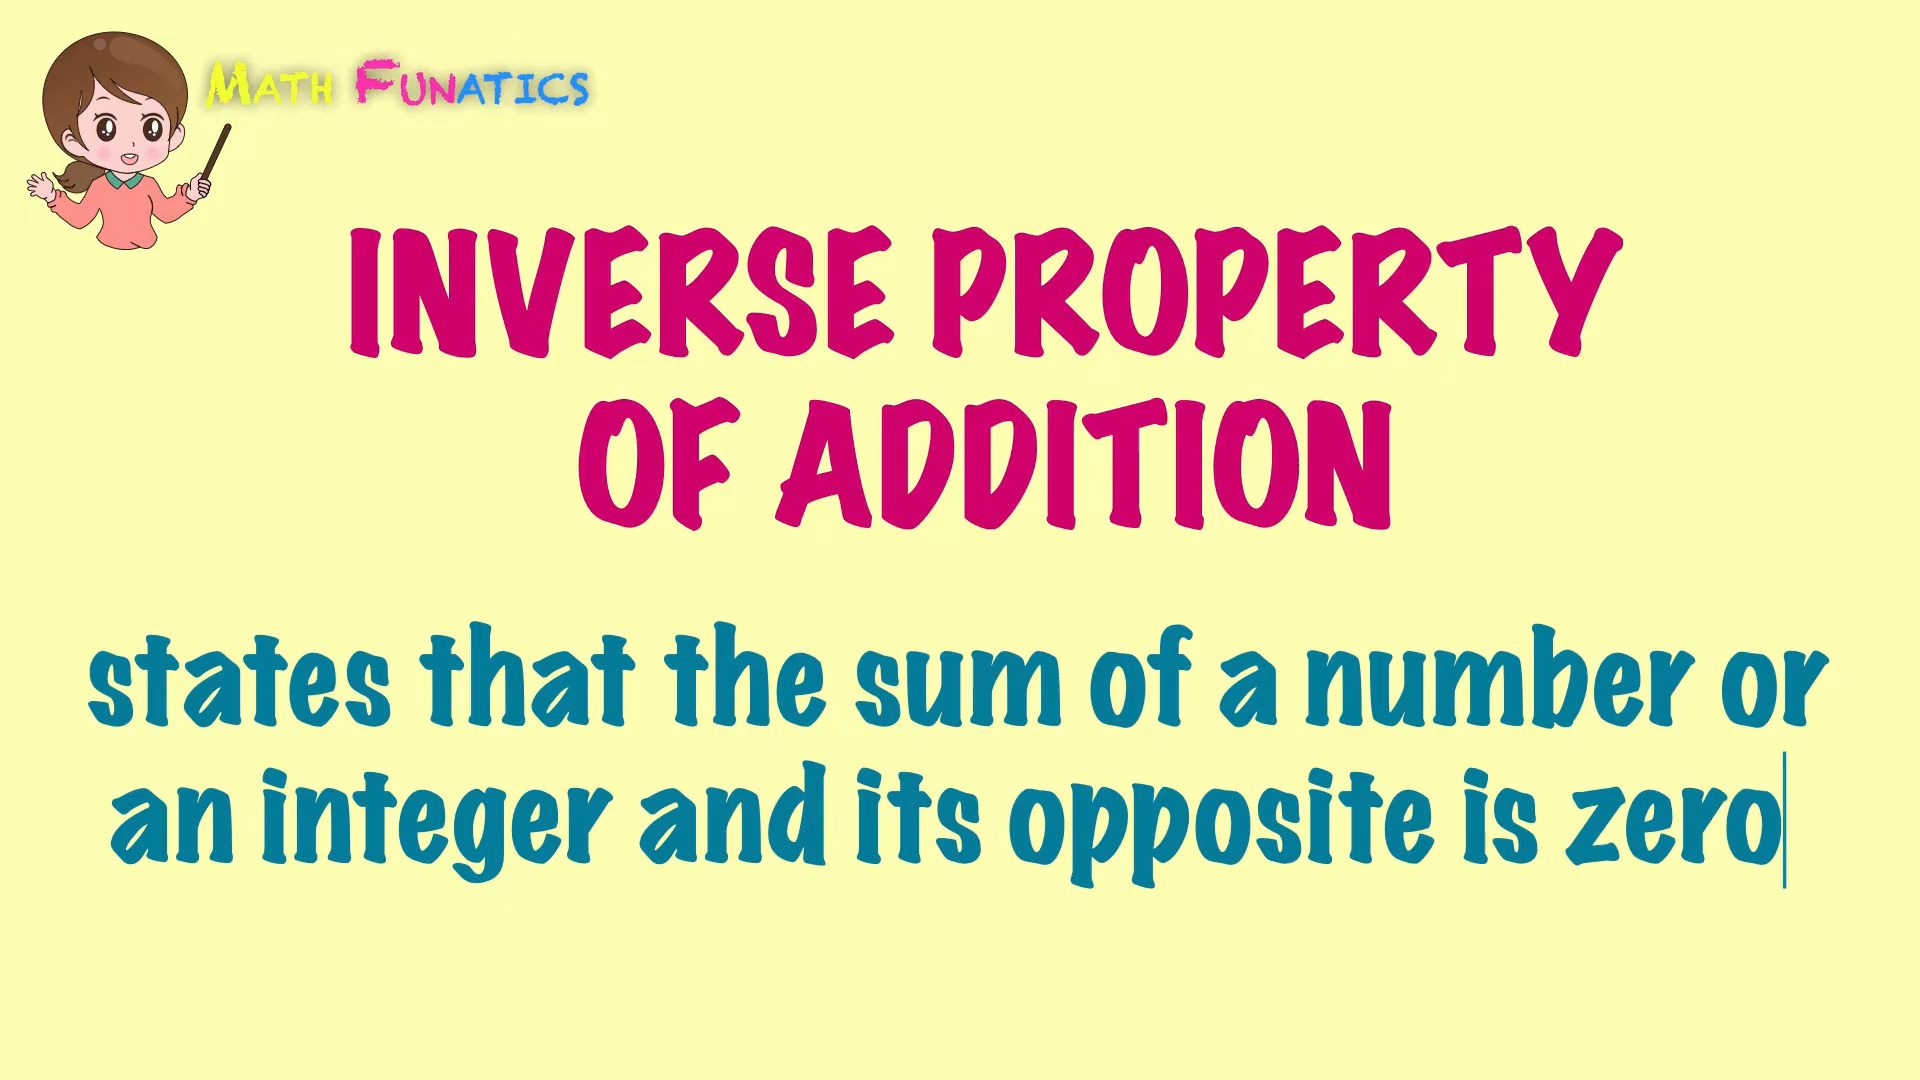 MATH FUNATICS
INVERSE PROPERTY
OF ADDITION
states that the sum of a number or
an integer and its opposite is zero